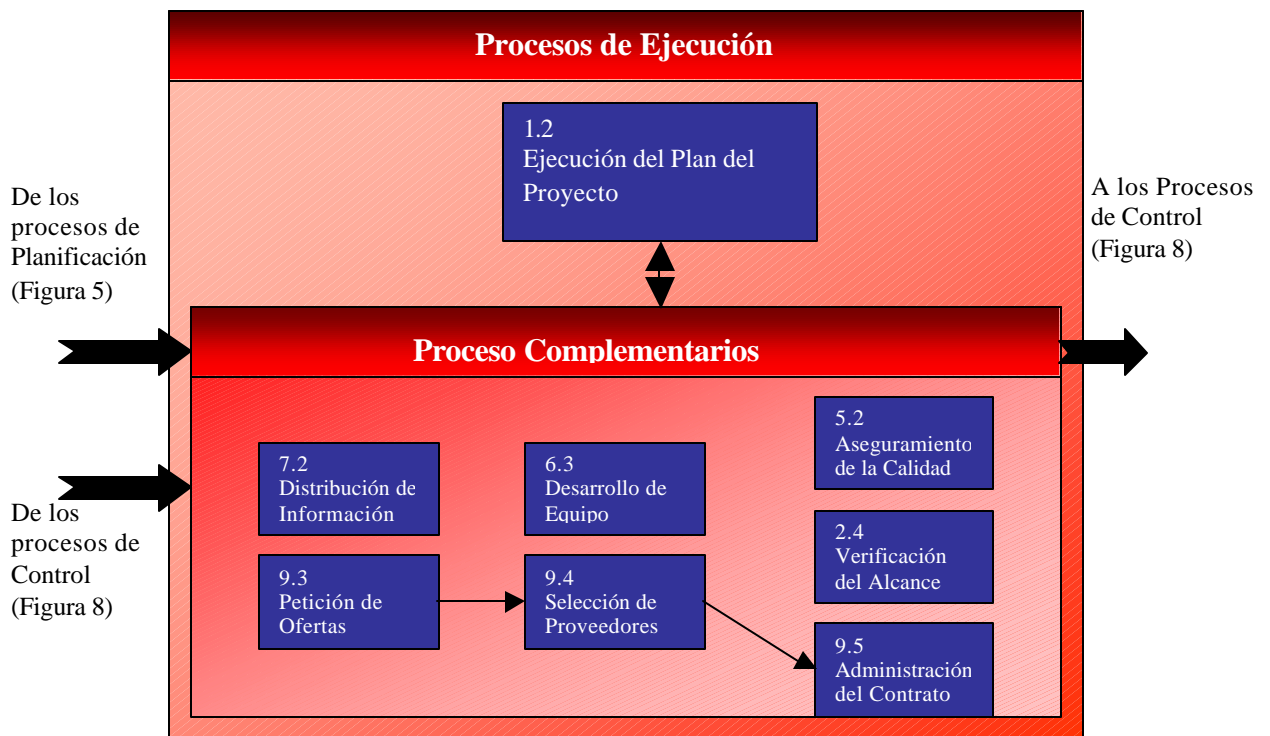 Procesos de Ejecución
1.2
Ejecución del Plan del
Proyecto
De los
procesos de
Planificación
(Figura 5)
A los Procesos
de Control
(Figura 8)
Proceso Complementarios
7.2
Distribución de
Información
6.3
Desarrollo de
Equipo
5.2
Aseguramiento
de la Calidad
De los
procesos de
Control
(Figura 8)
9.3
Petición de
Ofertas
9.4
Selección de
Proveedores
2.4
Verificación
del Alcance
9.5
Administración
del Contrato